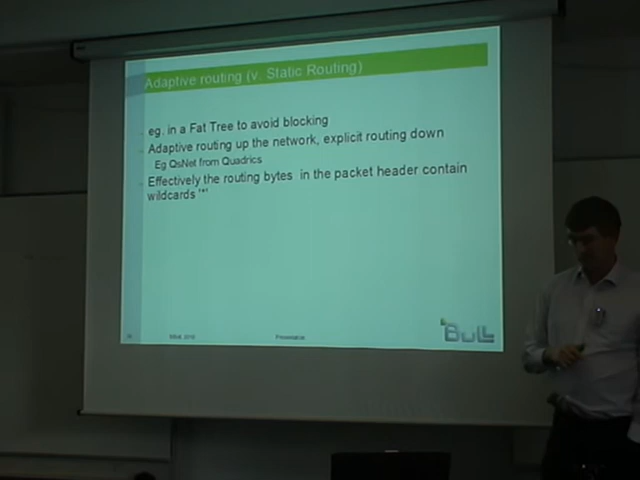 Adaptive routing (v. Static Routing)
eg. in a Fat Tree to avoid blocking
Adaptive routing up the network, explicit routing down
Eg QsNet from Quadrics
Effectively the routing bytes in the packet header contain
wildcards '*'
Presentation
Bull